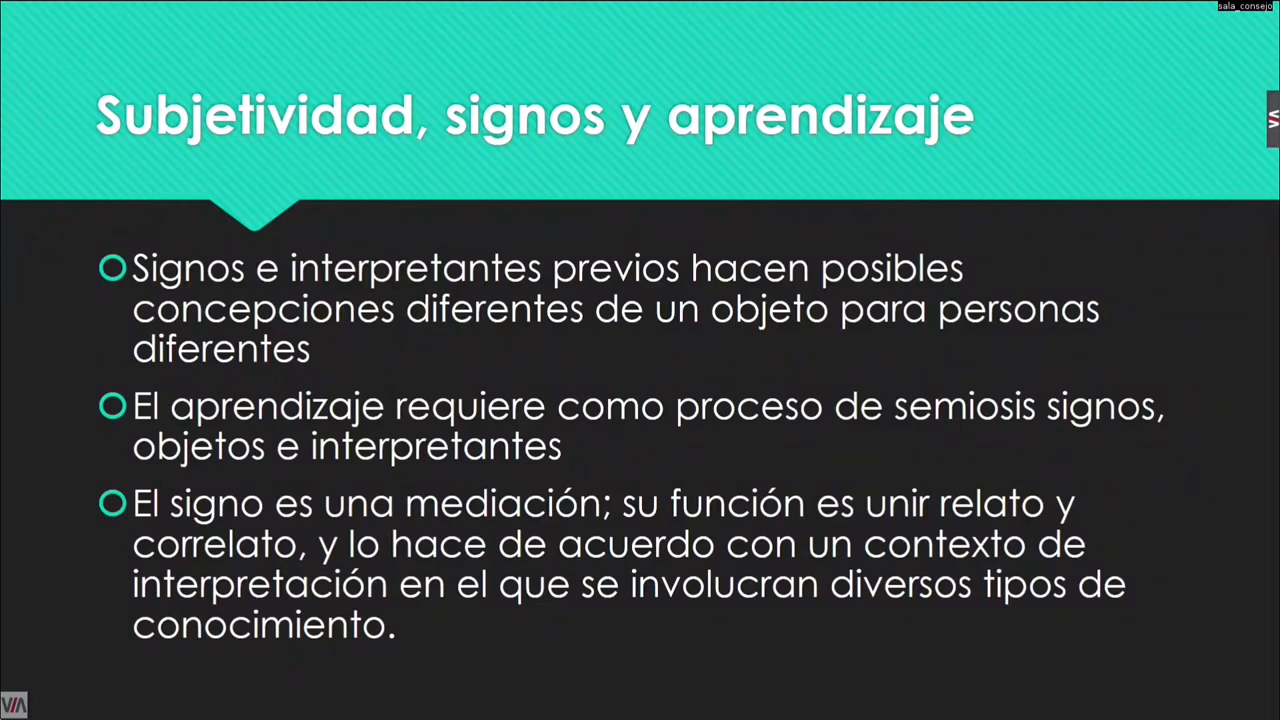 sala_consejo
Subjetividad, signos y aprendizaje
Signos e interpretantes previos hacen posibles
concepciones diferentes de un objeto para personas
diferentes
El aprendizaje requiere como proceso de semiosis signos,
objetos e interpretantes
El signo es una mediación; su función es unir relato y
correlato, y lo hace de acuerdo con un contexto de
interpretación en el que se involucran diversos tipos de
conocimiento.
VIA